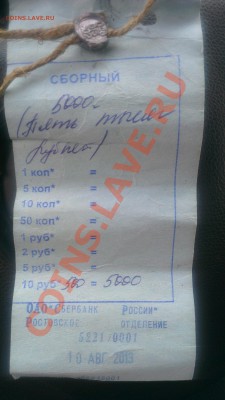 СБОРНЫЙ
5000=
(Пять тысяч
рублей)
1 коп* =
5 коп* =
10 коп* =
50 коп* =
1 руб* =
2 руб* =
5 руб* =
10 руб* 500 = 5000
ОАО "Сбербанк России"
Ростовское отделение
5221/0001
10 АВГ 2013
COINS.LAVE.RU